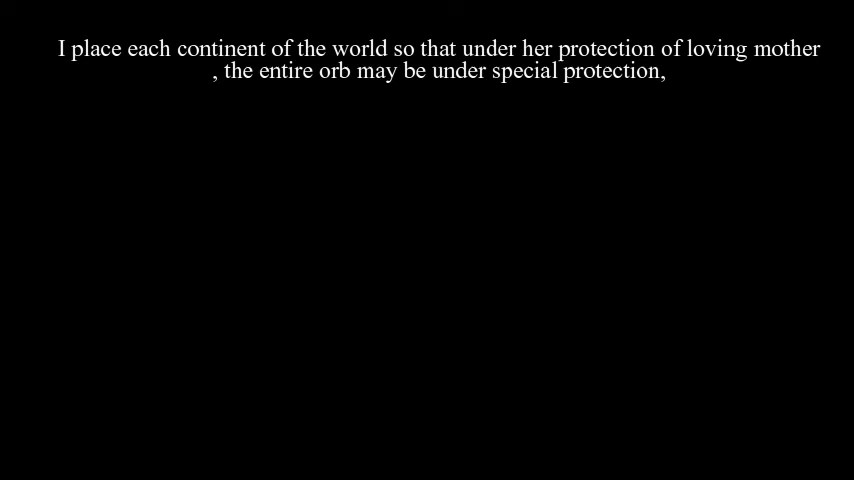 I place each continent of the world so that under her protection of loving mother
, the entire orb may be under special protection,